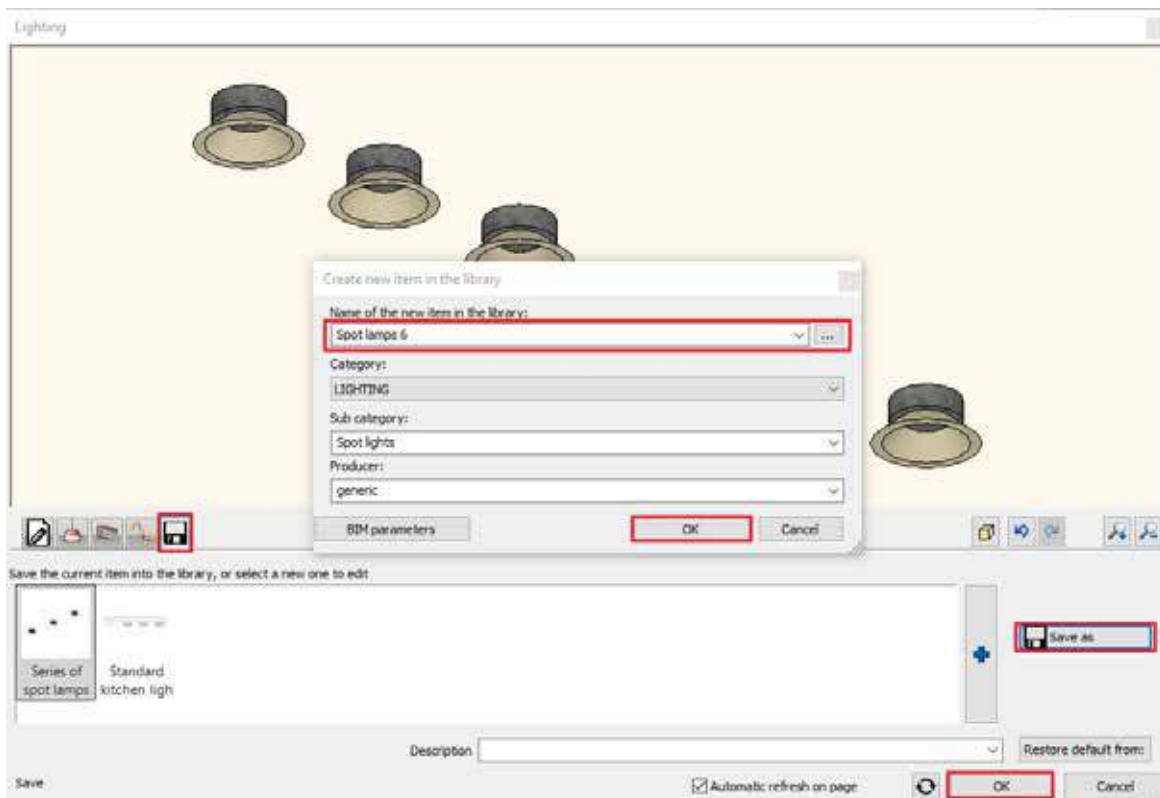 Lighting
Create new item in the library
Name of the new item in the library:
Spot lamps 6
...
Category:
LIGHTING
Sub category:
Spot lights
Producer:
generic
BIM parameters
OK
Cancel
Save the current item into the library, or select a new one to edit
Series of
spot lamps
Standard
kitchen ligh
Save as
Description
Restore default from:
Save
Automatic refresh on page
OK
Cancel